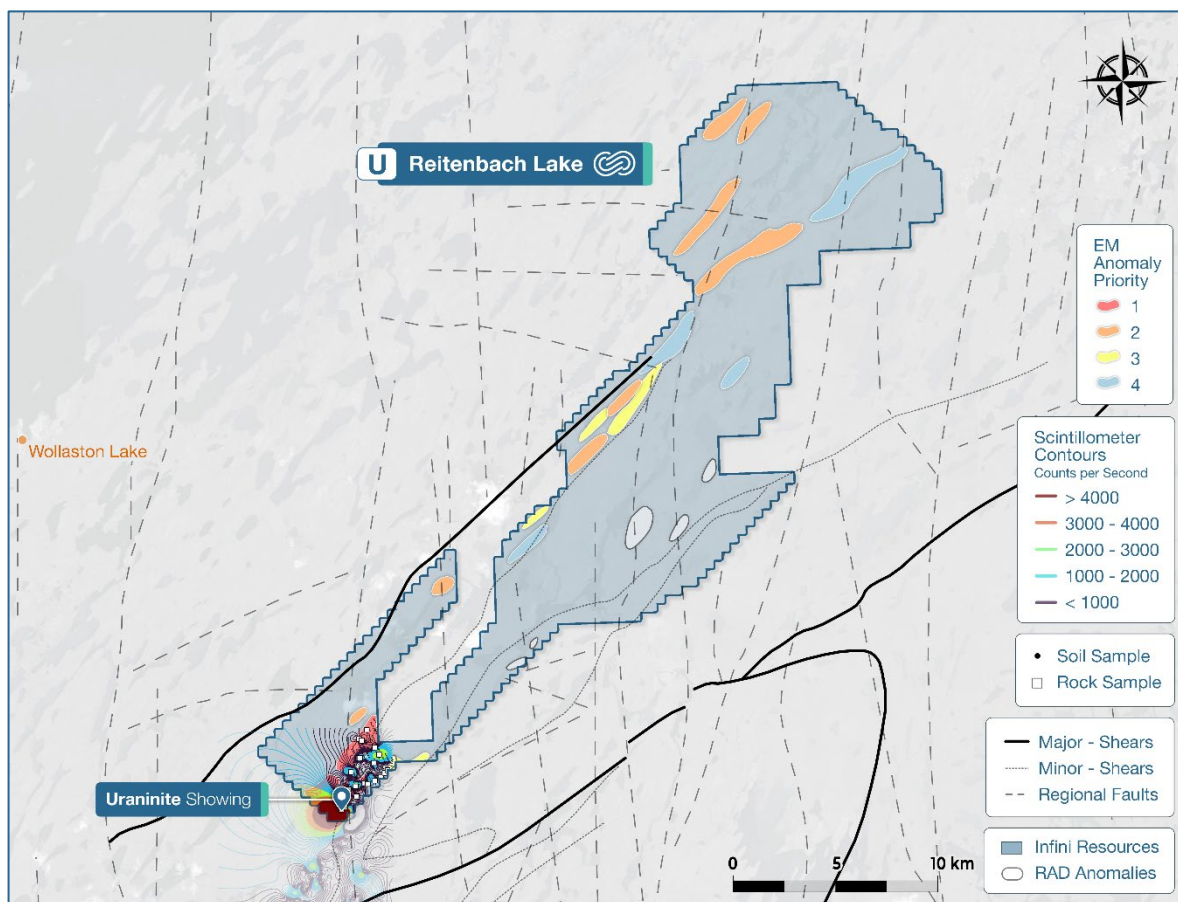 U Reitenbach Lake
EM
Anomaly
Priority
1
2
3
4
Wollaston Lake
Scintillometer
Contours
Counts per Second
> 4000
3000 - 4000
2000 - 3000
1000 - 2000
< 1000
Soil Sample
Rock Sample
Major - Shears
Minor - Shears
Regional Faults
Uraninite Showing
Infini Resources
RAD Anomalies
0 5 10 km